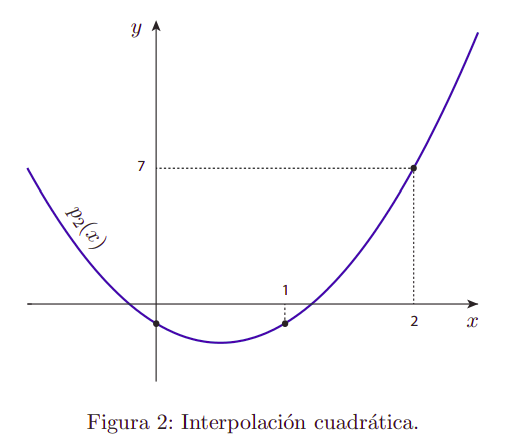 y
7
p₂(x)
1
2
x
Figura 2: Interpolación cuadrática.